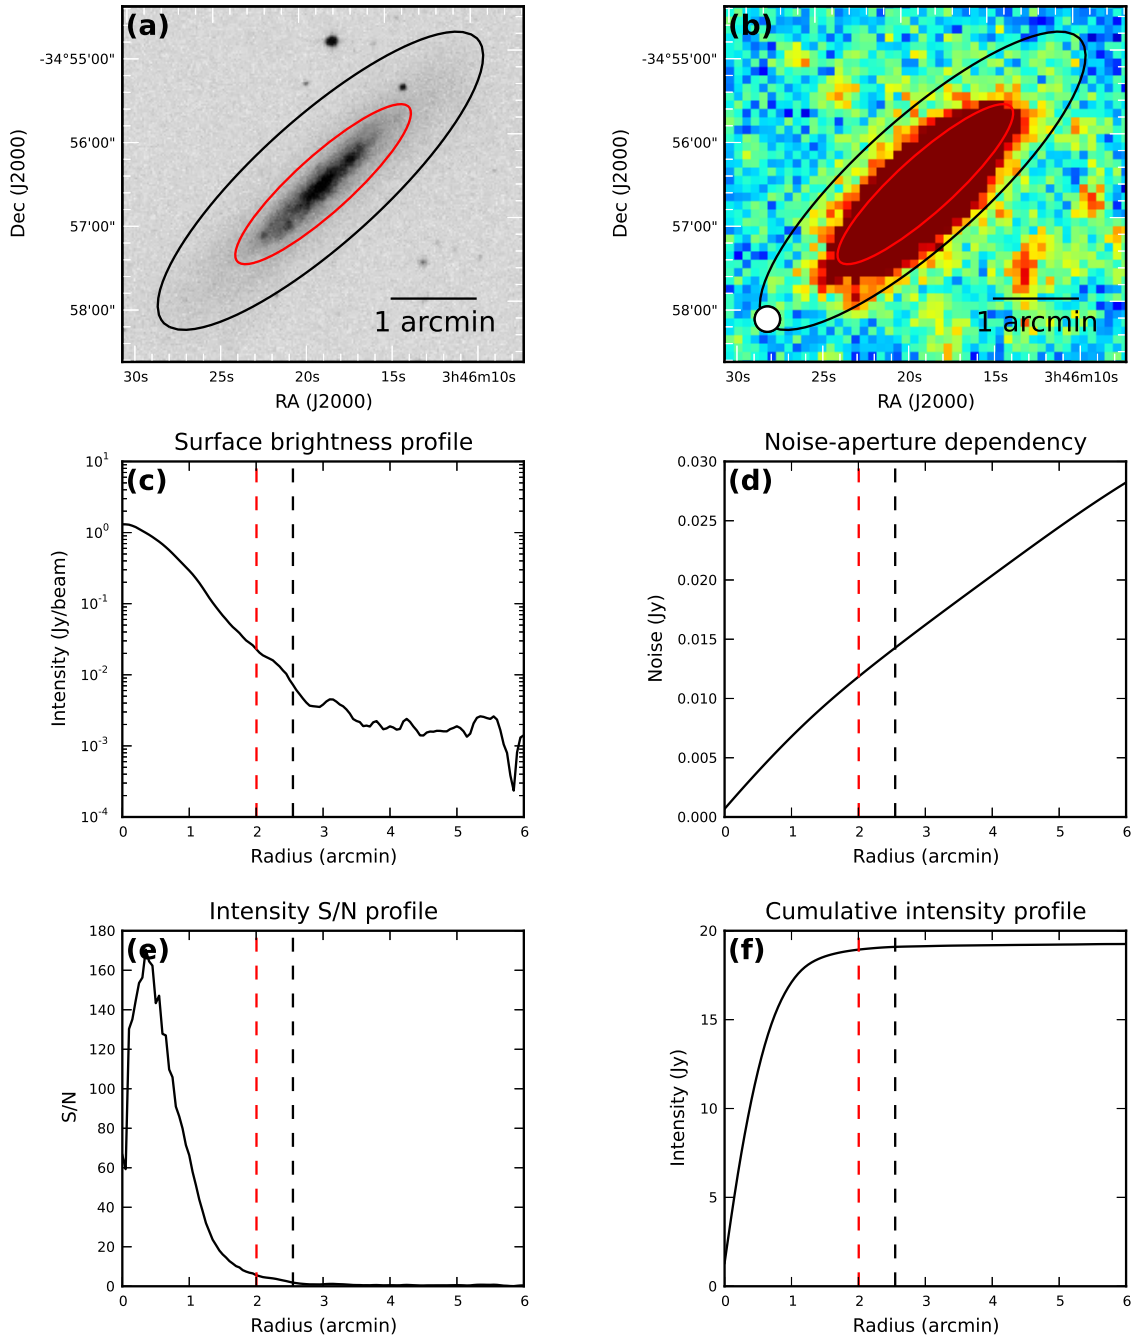 (a)
-34°55'00"
56'00"
57'00"
58'00"
Dec (J2000)
1 arcmin
30s 25s 20s 15s 3h46m10s
RA (J2000)
(b)
-34°55'00"
56'00"
57'00"
58'00"
Dec (J2000)
1 arcmin
30s 25s 20s 15s 3h46m10s
RA (J2000)
Surface brightness profile
(c)
10^1
10^0
10^-1
10^-2
10^-3
10^-4
Intensity (Jy/beam)
0 1 2 3 4 5 6
Radius (arcmin)
Noise-aperture dependency
(d)
0.030
0.025
0.020
0.015
0.010
0.005
0.000
Noise (Jy)
0 1 2 3 4 5 6
Radius (arcmin)
Intensity S/N profile
(e)
180
160
140
120
100
80
60
40
20
0
S/N
0 1 2 3 4 5 6
Radius (arcmin)
Cumulative intensity profile
(f)
20
15
10
5
0
Intensity (Jy)
0 1 2 3 4 5 6
Radius (arcmin)